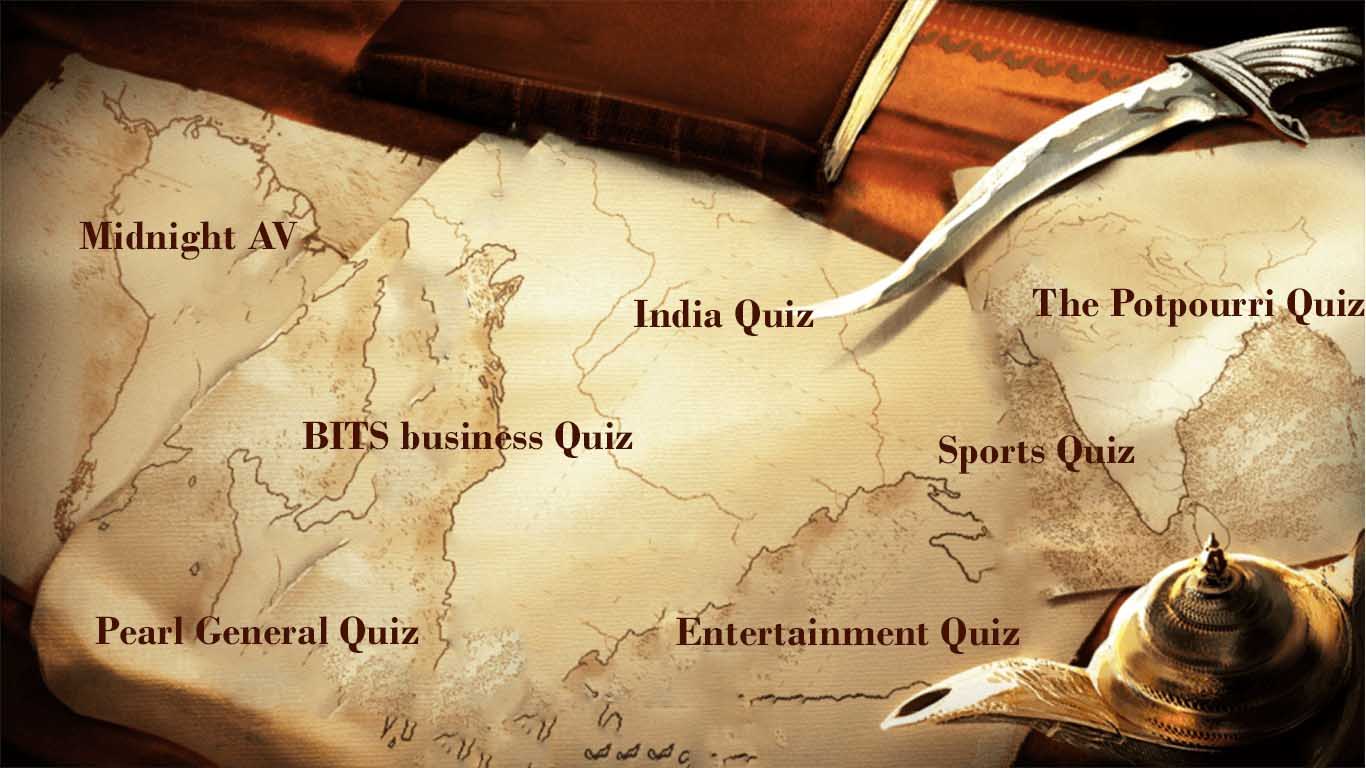 Midnight AV
India Quiz
The Potpourri Quiz
BITS business Quiz
Sports Quiz
Pearl General Quiz
Entertainment Quiz